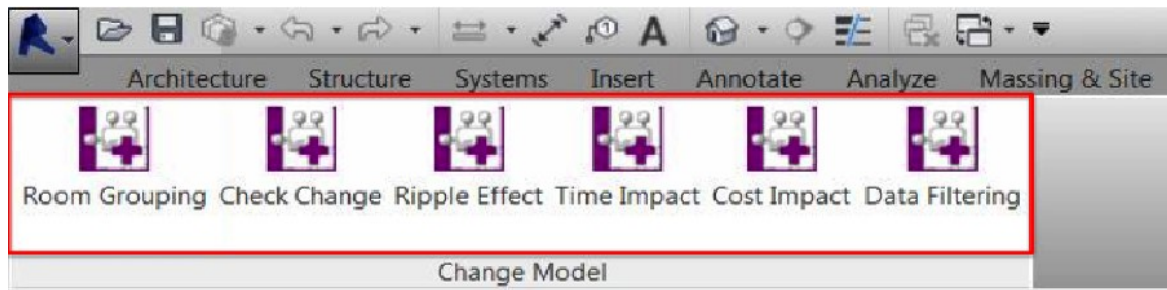 Architecture Structure Systems Insert Annotate Analyze Massing & Site
Room Grouping Check Change Ripple Effect Time Impact Cost Impact Data Filtering
Change Model